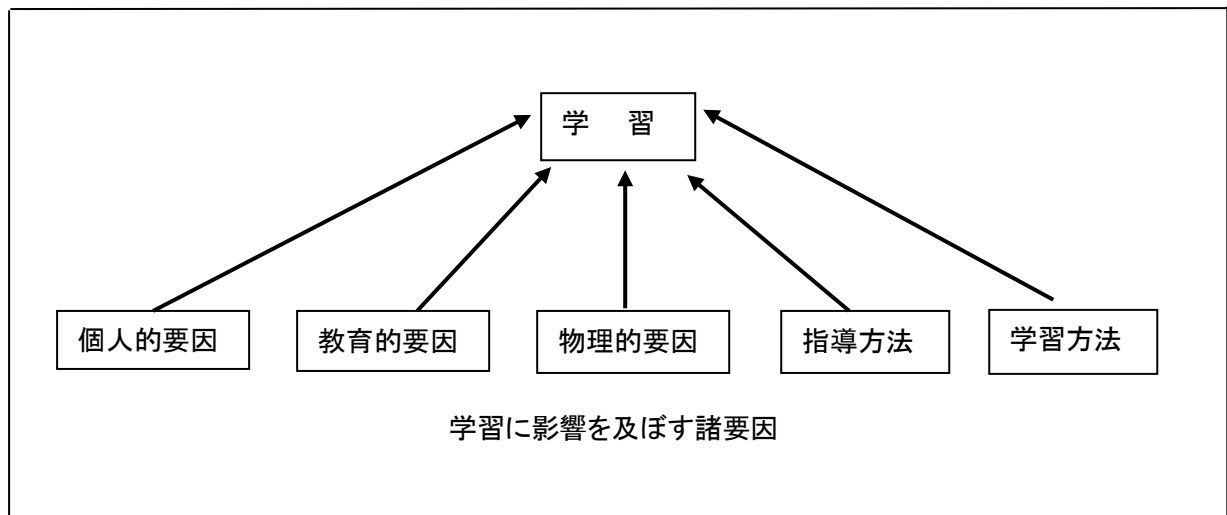 学 習
個人的要因
教育的要因
物理的要因
指導方法
学習方法
学習に影響を及ぼす諸要因